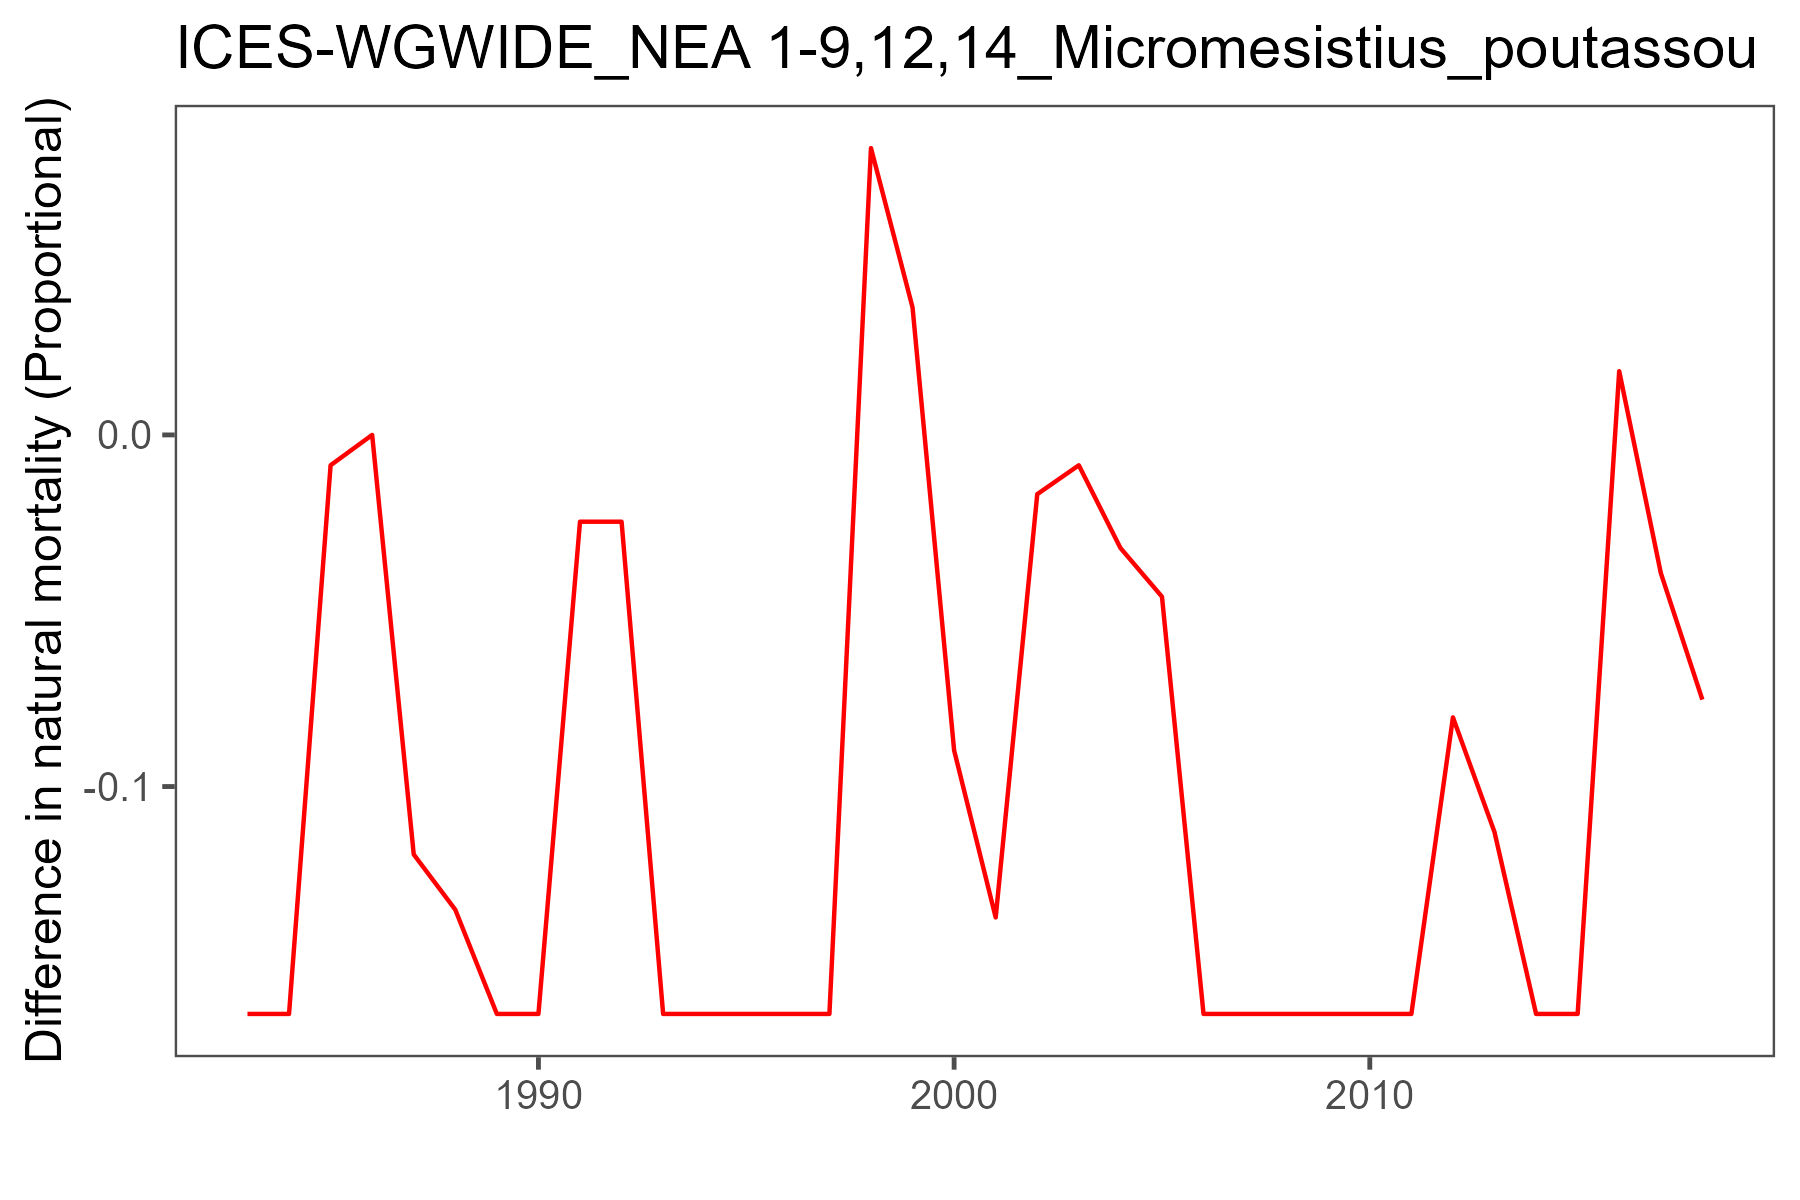 ICES-WGWIDE_NEA 1-9,12,14_Micromesistius_poutassou
Difference in natural mortality (Proportional)
0.0
-0.1
1990 2000 2010